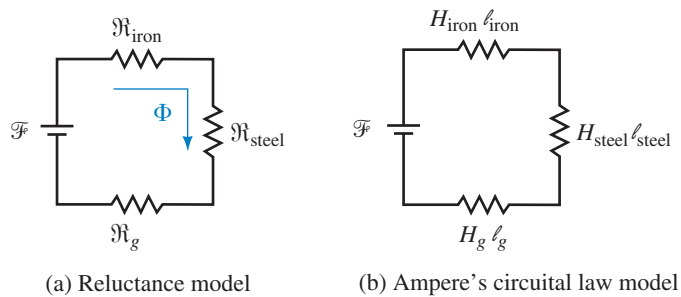 ℜiron
Φ
ℱ
ℜsteel
ℜg
(a) Reluctance model
Hiron ℓiron
ℱ
Hsteel ℓsteel
Hg ℓg
(b) Ampere's circuital law model